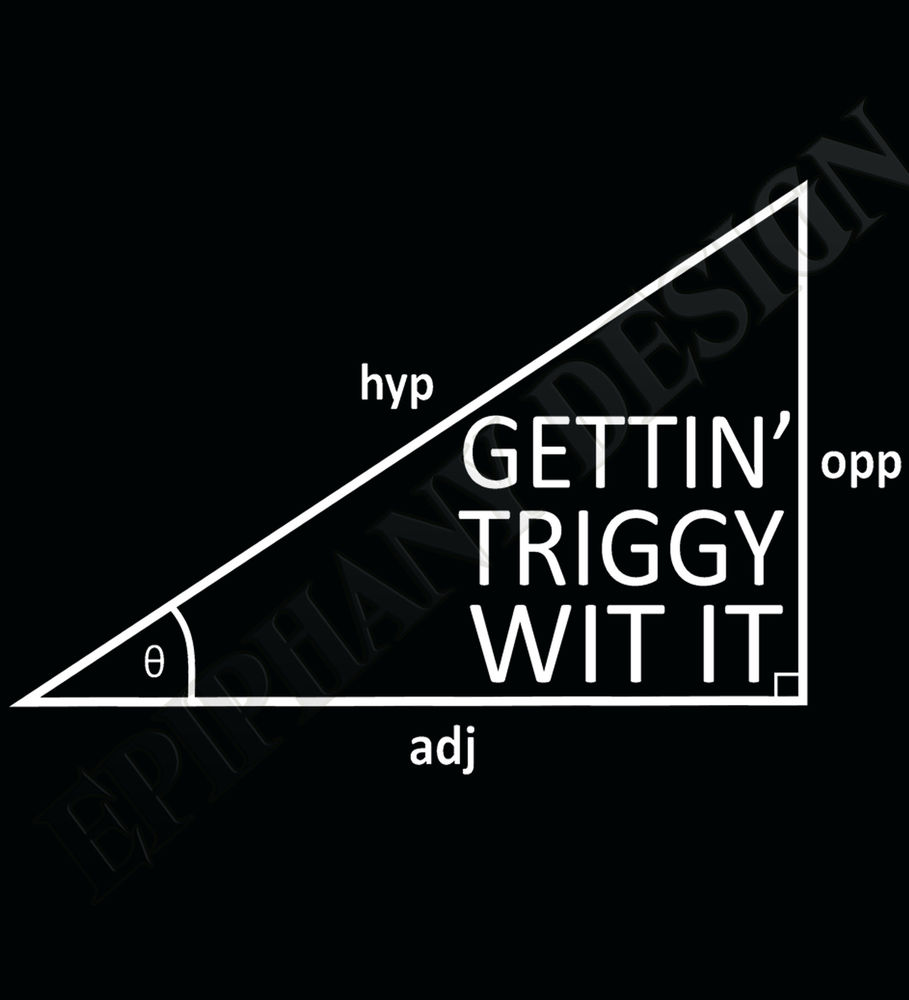 hyp
GETTIN’
opp
TRIGGY
WIT IT
θ
adj
EPIPHANY DESIGN